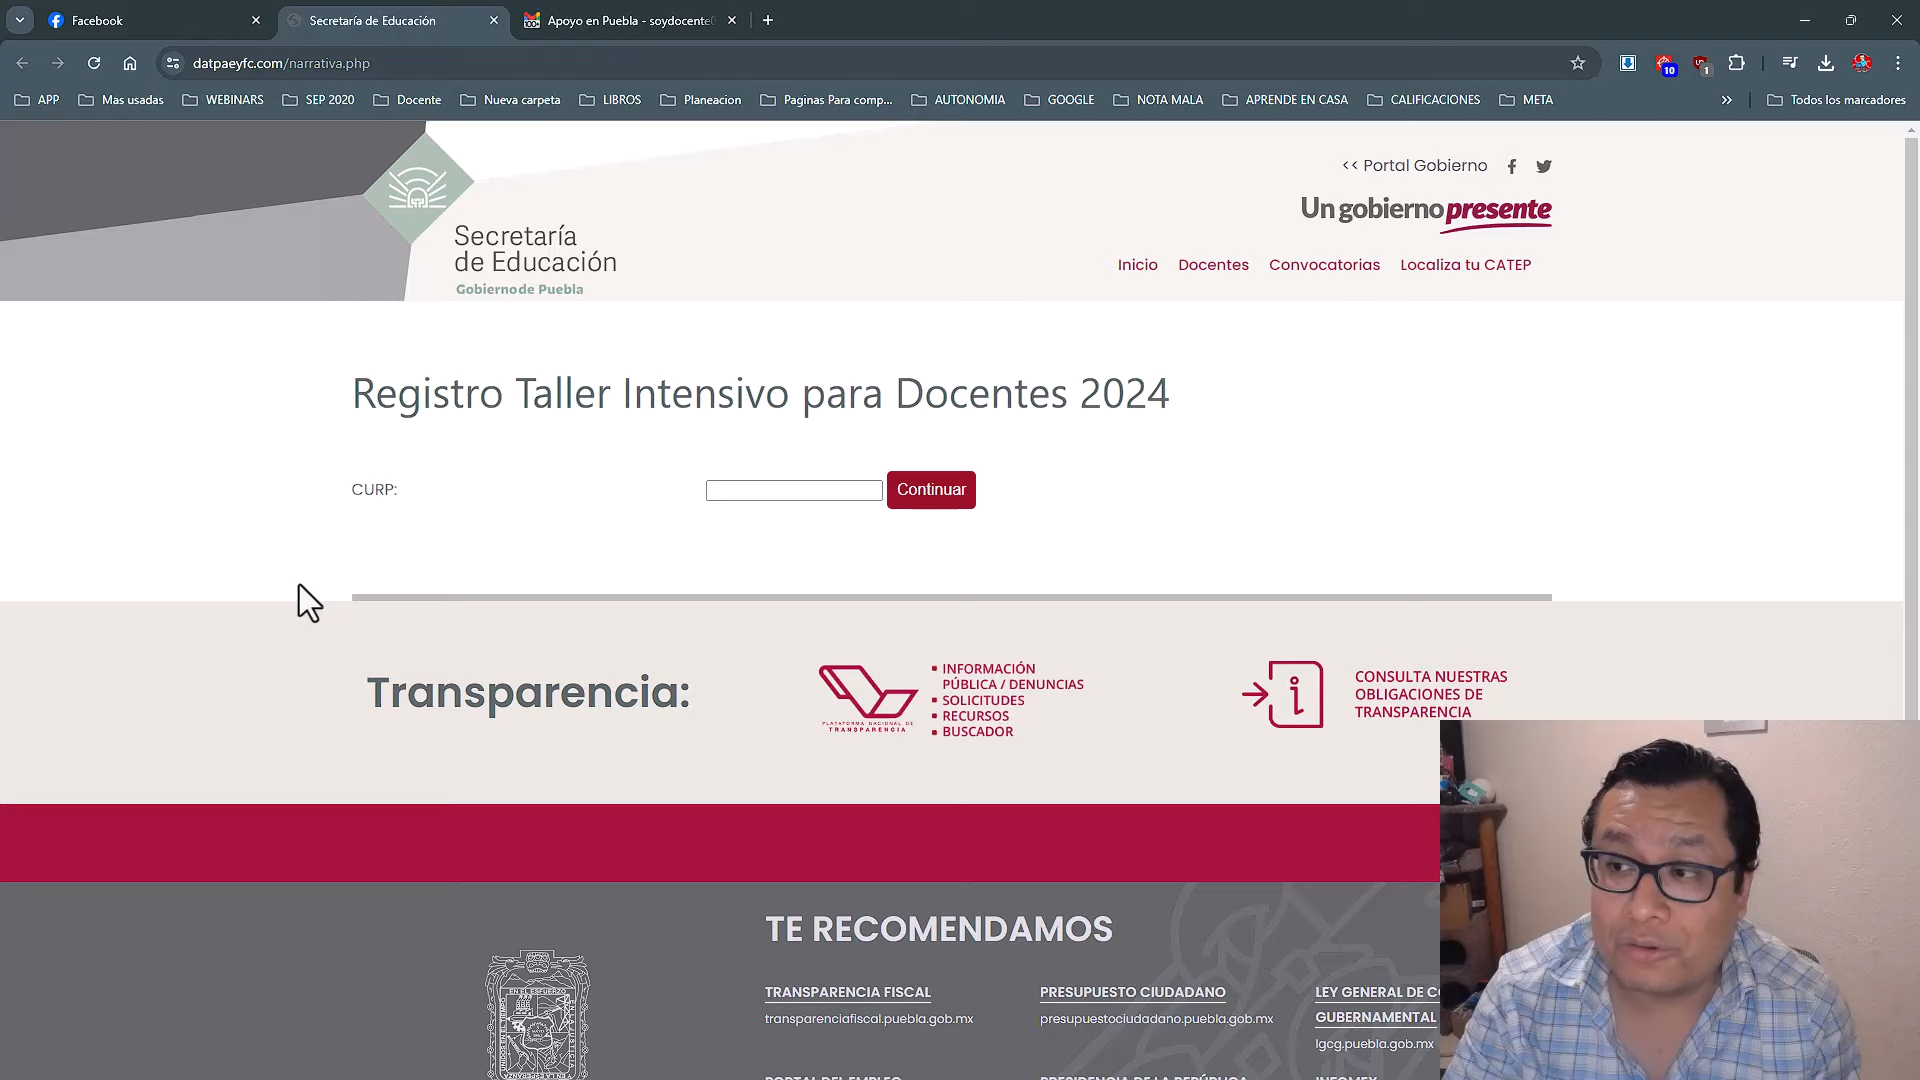 Facebook
Secretaría de Educación
Apoyo en Puebla - soydocente
datpaeyfc.com/narrativa.php
10
1
APP
Mas usadas
WEBINARS
SEP 2020
Docente
Nueva carpeta
LIBROS
Planeacion
Paginas Para comp...
AUTONOMIA
GOOGLE
NOTA MALA
APRENDE EN CASA
CALIFICACIONES
META
»
Todos los marcadores
<< Portal Gobierno
Un gobierno presente
Secretaría
de Educación
Gobierno de Puebla
Inicio
Docentes
Convocatorias
Localiza tu CATEP
Registro Taller Intensivo para Docentes 2024
CURP:
Continuar
Transparencia:
PLATAFORMA NACIONAL DE
TRANSPARENCIA
INFORMACIÓN
PÚBLICA / DENUNCIAS
SOLICITUDES
RECURSOS
BUSCADOR
CONSULTA NUESTRAS
OBLIGACIONES DE
TRANSPARENCIA
TE RECOMENDAMOS
TRANSPARENCIA FISCAL
transparenciafiscal.puebla.gob.mx
PRESUPUESTO CIUDADANO
presupuestociudadano.puebla.gob.mx
LEY GENERAL DE CO
GUBERNAMENTAL
lgcg.puebla.gob.mx
PORTAL DEL EMPLEO
PRESIDENCIA DE LA REPÚBLICA
INFOMEX